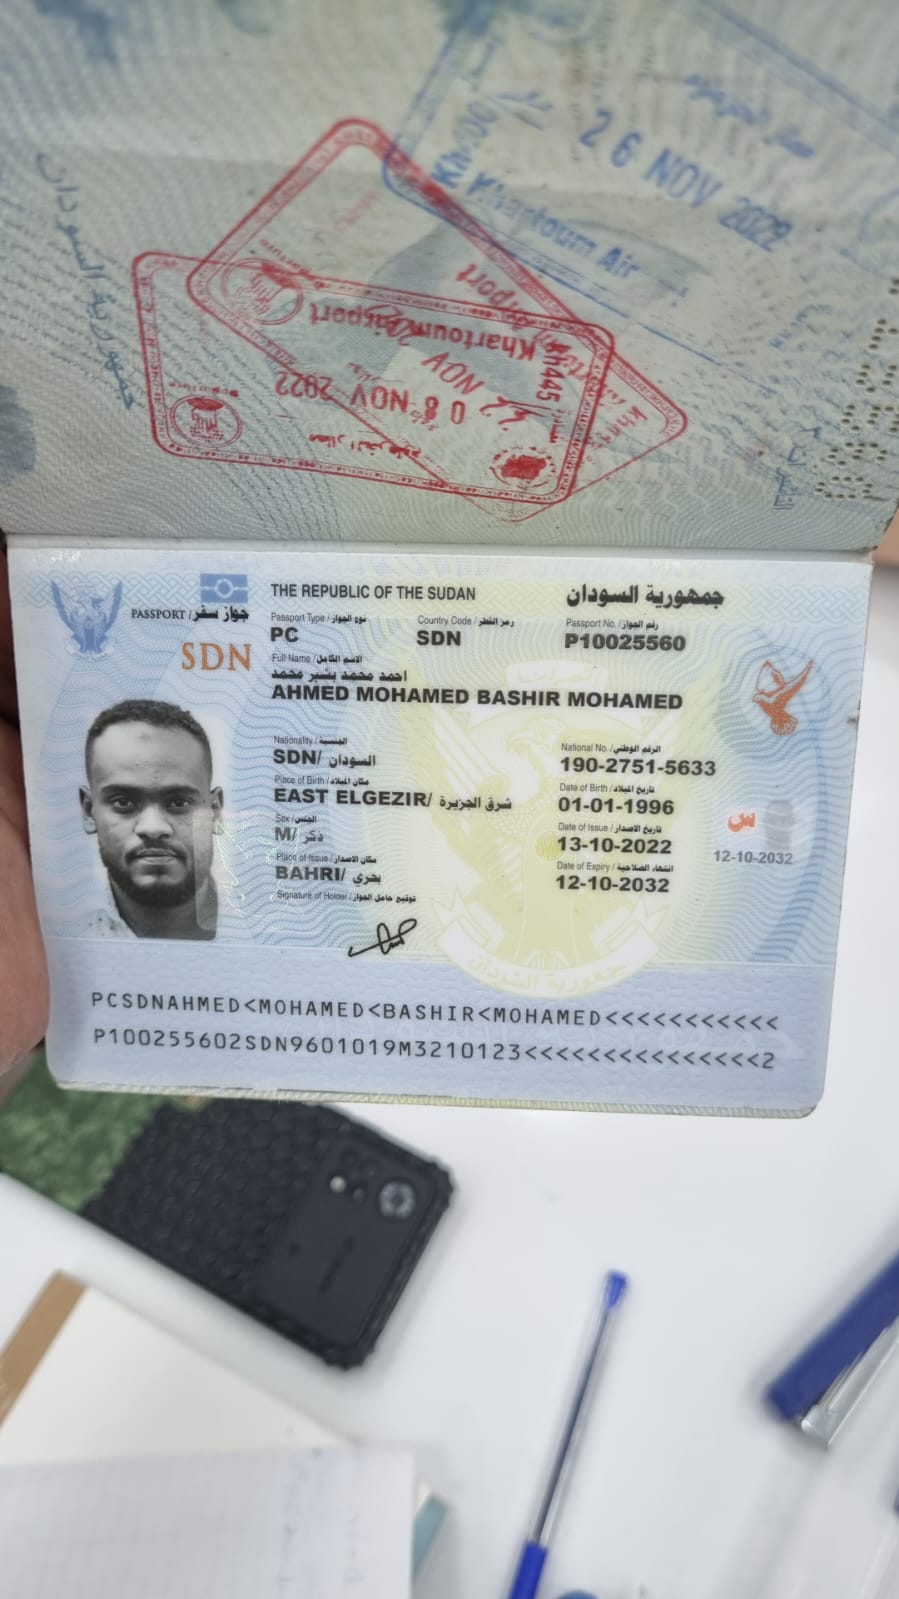 26 NOV 2022
Khartoum Air
Khartoum Airport
Kh445
22 NOV
08 NOV 2022
جمهورية السودان
THE REPUBLIC OF THE SUDAN جمهورية السودان
PASSPORT / جواز سفر
Passport Type / نوع الجواز Country Code / رمز القطر Passport No. / رقم الجواز
PC SDN P10025560
SDN
Full Name / الاسم الكامل
احمد محمد بشير محمد
AHMED MOHAMED BASHIR MOHAMED
Nationality / الجنسية National No. / الرقم الوطني
SDN/ السودان 190-2751-5633
Place of Birth / مكان الميلاد Date of Birth / تاريخ الميلاد
EAST ELGEZIR/ شرق الجزيرة 01-01-1996
Sex / الجنس Date of Issue / تاريخ الاصدار
M/ ذكر 13-10-2022
س
12-10-2032
Place of Issue / مكان الاصدار Date of Expiry / انتهاء الصلاحية
BAHRI/ بحري 12-10-2032
Signature of Holder / توقيع حامل الجواز
جمهورية السودان
PCSDNAHMED<MOHAMED<BASHIR<MOHAMED<<<<<<<<<<<
P100255602SDN9601019M3210123<<<<<<<<<<<<<<<2